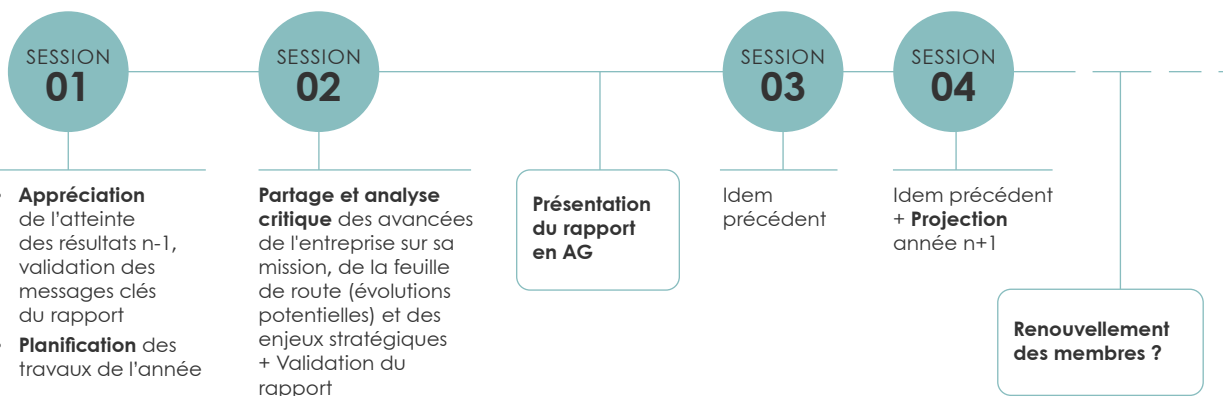 SESSION
01
• Appréciation
de l'atteinte
des résultats n-1,
validation des
messages clés
du rapport
• Planification des
travaux de l'année
SESSION
02
Partage et analyse
critique des avancées
de l'entreprise sur sa
mission, de la feuille
de route (évolutions
potentielles) et des
enjeux stratégiques
+ Validation du
rapport
Présentation
du rapport
en AG
SESSION
03
Idem
précédent
SESSION
04
Idem précédent
+ Projection
année n+1
Renouvellement
des membres ?